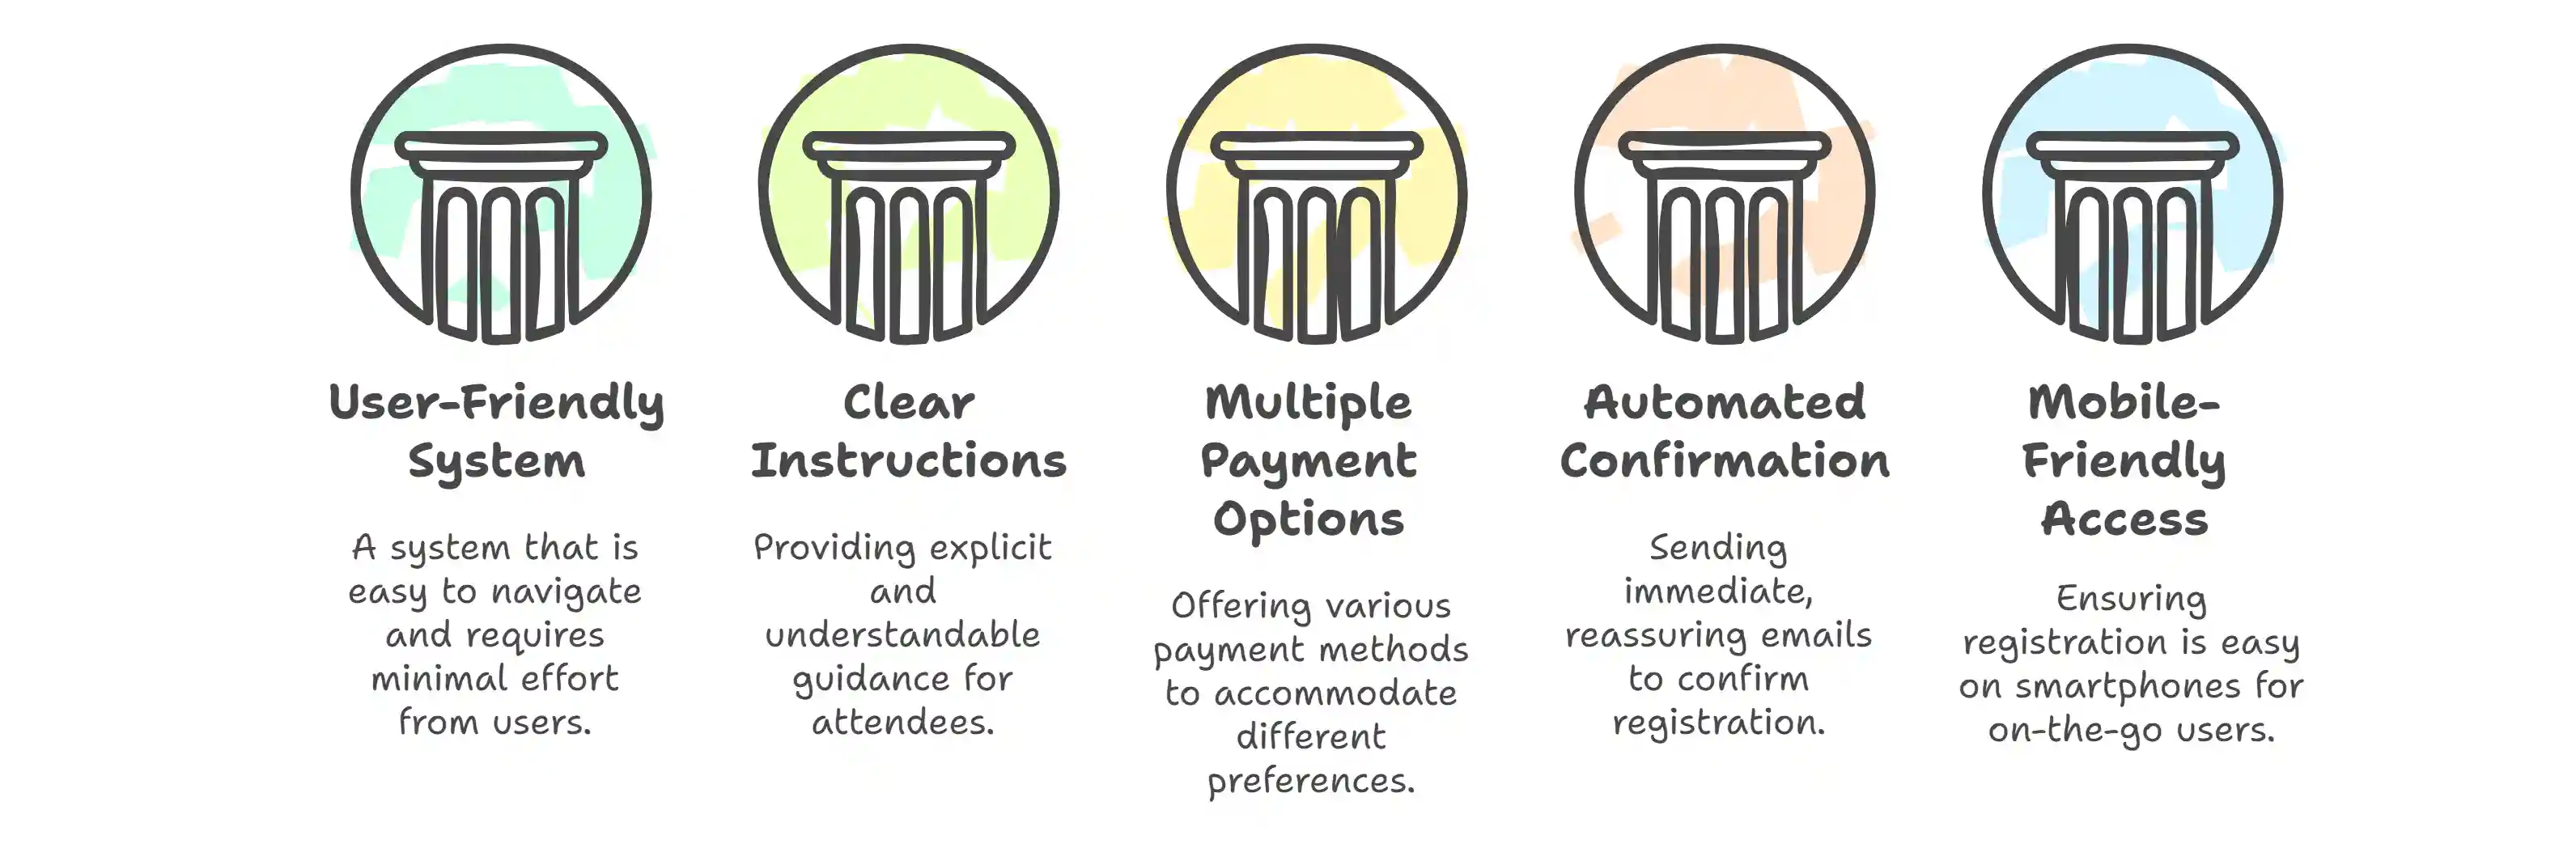 User-Friendly
System
A system that is
easy to navigate
and requires
minimal effort
from users.
Clear
Instructions
Providing explicit
and
understandable
guidance for
attendees.
Multiple
Payment
Options
Offering various
payment methods
to accommodate
different
preferences.
Automated
Confirmation
Sending
immediate,
reassuring emails
to confirm
registration.
Mobile-
Friendly
Access
Ensuring
registration is easy
on smartphones for
on-the-go users.